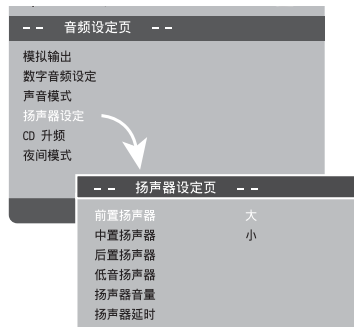 －－ 音频设定页 －－
模拟输出
数字音频设定
声音模式
扬声器设定
CD 升频
夜间模式
－－ 扬声器设定页 －－
前置扬声器 大
中置扬声器 小
后置扬声器
低音扬声器
扬声器音量
扬声器延时